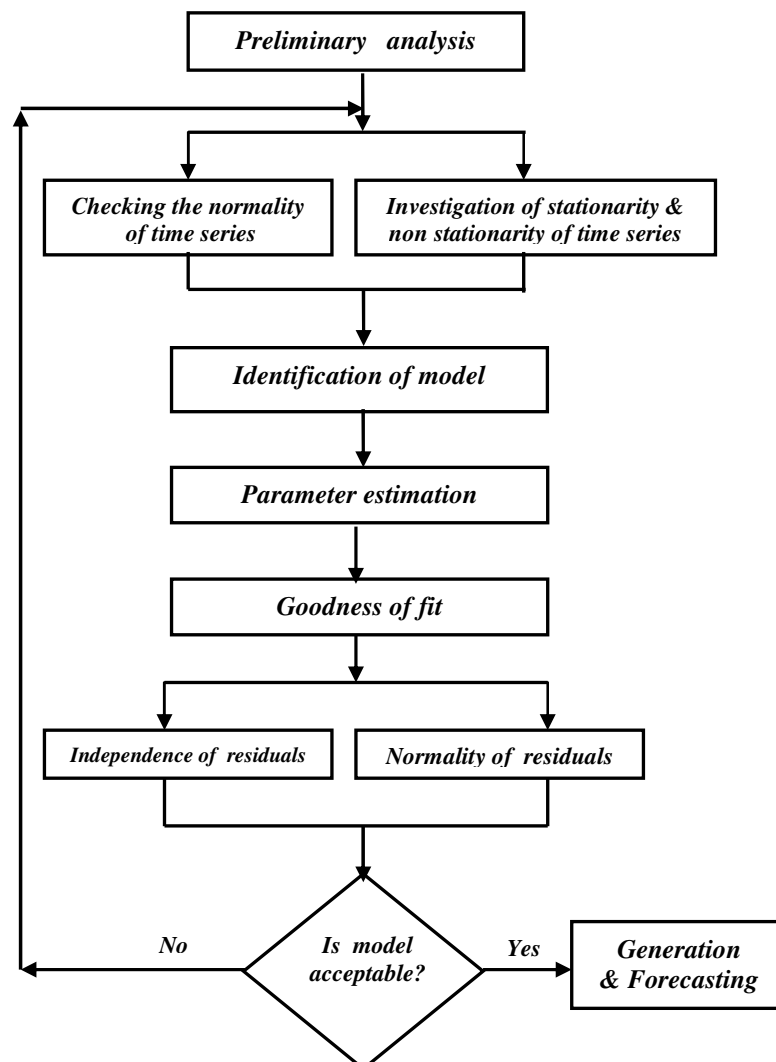 Preliminary analysis
Checking the normality
of time series
Investigation of stationarity &
non stationarity of time series
Identification of model
Parameter estimation
Goodness of fit
Independence of residuals
Normality of residuals
Is model
acceptable?
No
Yes
Generation
& Forecasting